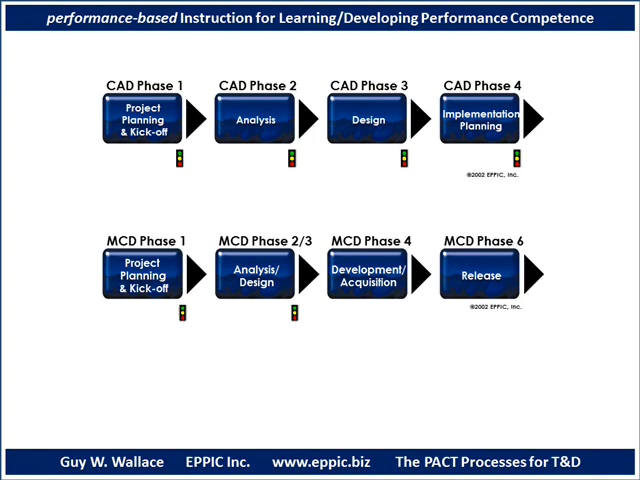 performance-based Instruction for Learning/Developing Performance Competence
CAD Phase 1 CAD Phase 2 CAD Phase 3 CAD Phase 4
Project
Planning
& Kick-off
Analysis
Design
Implementation
Planning
©2002 EPPIC, Inc.
MCD Phase 1 MCD Phase 2/3 MCD Phase 4 MCD Phase 6
Project
Planning
& Kick-off
Analysis/
Design
Development/
Acquisition
Release
©2002 EPPIC, Inc.
Guy W. Wallace EPPIC Inc. www.eppic.biz The PACT Processes for T&D